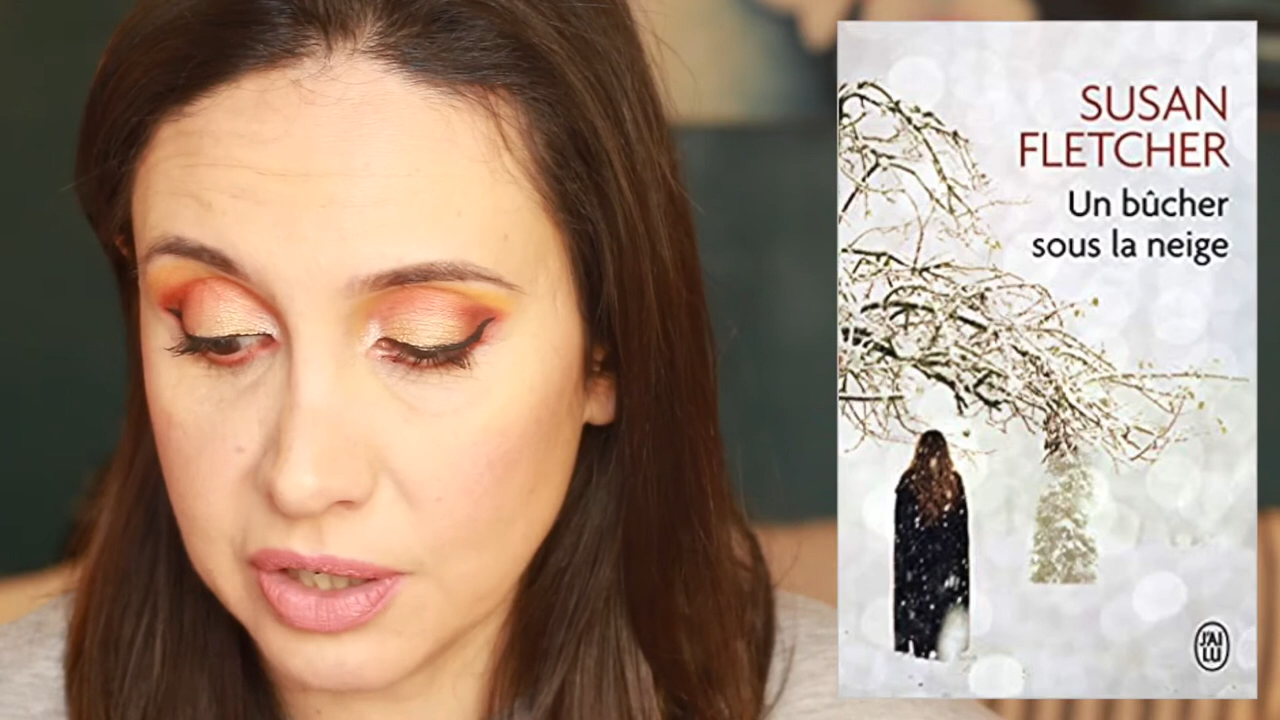 SUSAN
FLETCHER
Un bûcher
sous la neige
J'AI
LU